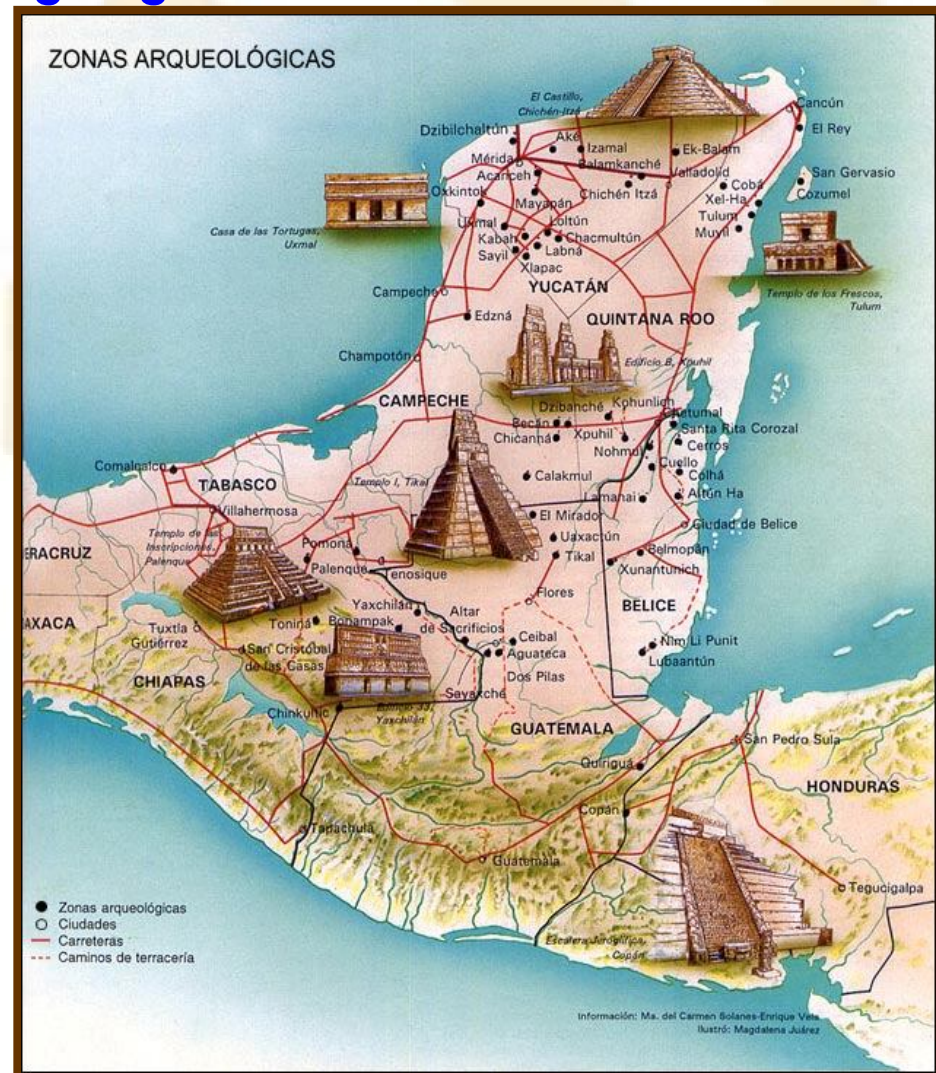 ZONAS ARQUEOLÓGICAS
El Castillo,
Chichén-Itzá
Cancún
Dzibilchaltún
El Rey
Aké
Izamal
Ek-Balam
Mérida
Balamkanché
Valladolid
Acanceh
San Gervasio
Chichén Itzá
Cobá
Oxkintok
Xel-Ha
Cozumel
Mayapán
Tulum
Uxmal
Loltún
Muyil
Casa de las Tortugas,
Uxmal
Kabah
Chacmultún
Sayil
Labná
Xlapac
Campeche
YUCATÁN
Templo de los Frescos,
Tulum
Edzná
QUINTANA ROO
Champotón
Edificio B, Xpuhil
CAMPECHE
Dzibanché
Kohunlich
Chetumal
Becán
Santa Rita Corozal
Chicanná
Xpuhil
Nohmul
Cerros
Comalcalco
Cuello
Calakmul
Colhá
TABASCO
Templo I, Tikal
Lamanai
Altún Ha
Villahermosa
El Mirador
Ciudad de Belice
Templo de las
Inscripciones,
Palenque
Uaxactún
ERACRUZ
Pomoná
Tikal
Belmopán
Palenque
Tenosique
Xunantunich
Flores
Yaxchilán
BELICE
AXACA
Altar
de Sacrificios
Tuxtla
Gutiérrez
Toniná
Bonampak
Ceibal
Nim Li Punit
San Cristóbal
de las Casas
Aguateca
Lubaantún
CHIAPAS
Dos Pilas
Sayaxché
Chinkultic
Edificio 33,
Yaxchilán
GUATEMALA
San Pedro Sula
Quiriguá
HONDURAS
Copán
Tapachula
Guatemala
Tegucigalpa
Zonas arqueológicas
Ciudades
Carreteras
Caminos de terracería
Escalera Jeroglífica,
Copán
Información: Ma. del Carmen Solanes-Enrique Vela
Ilustró: Magdalena Juárez